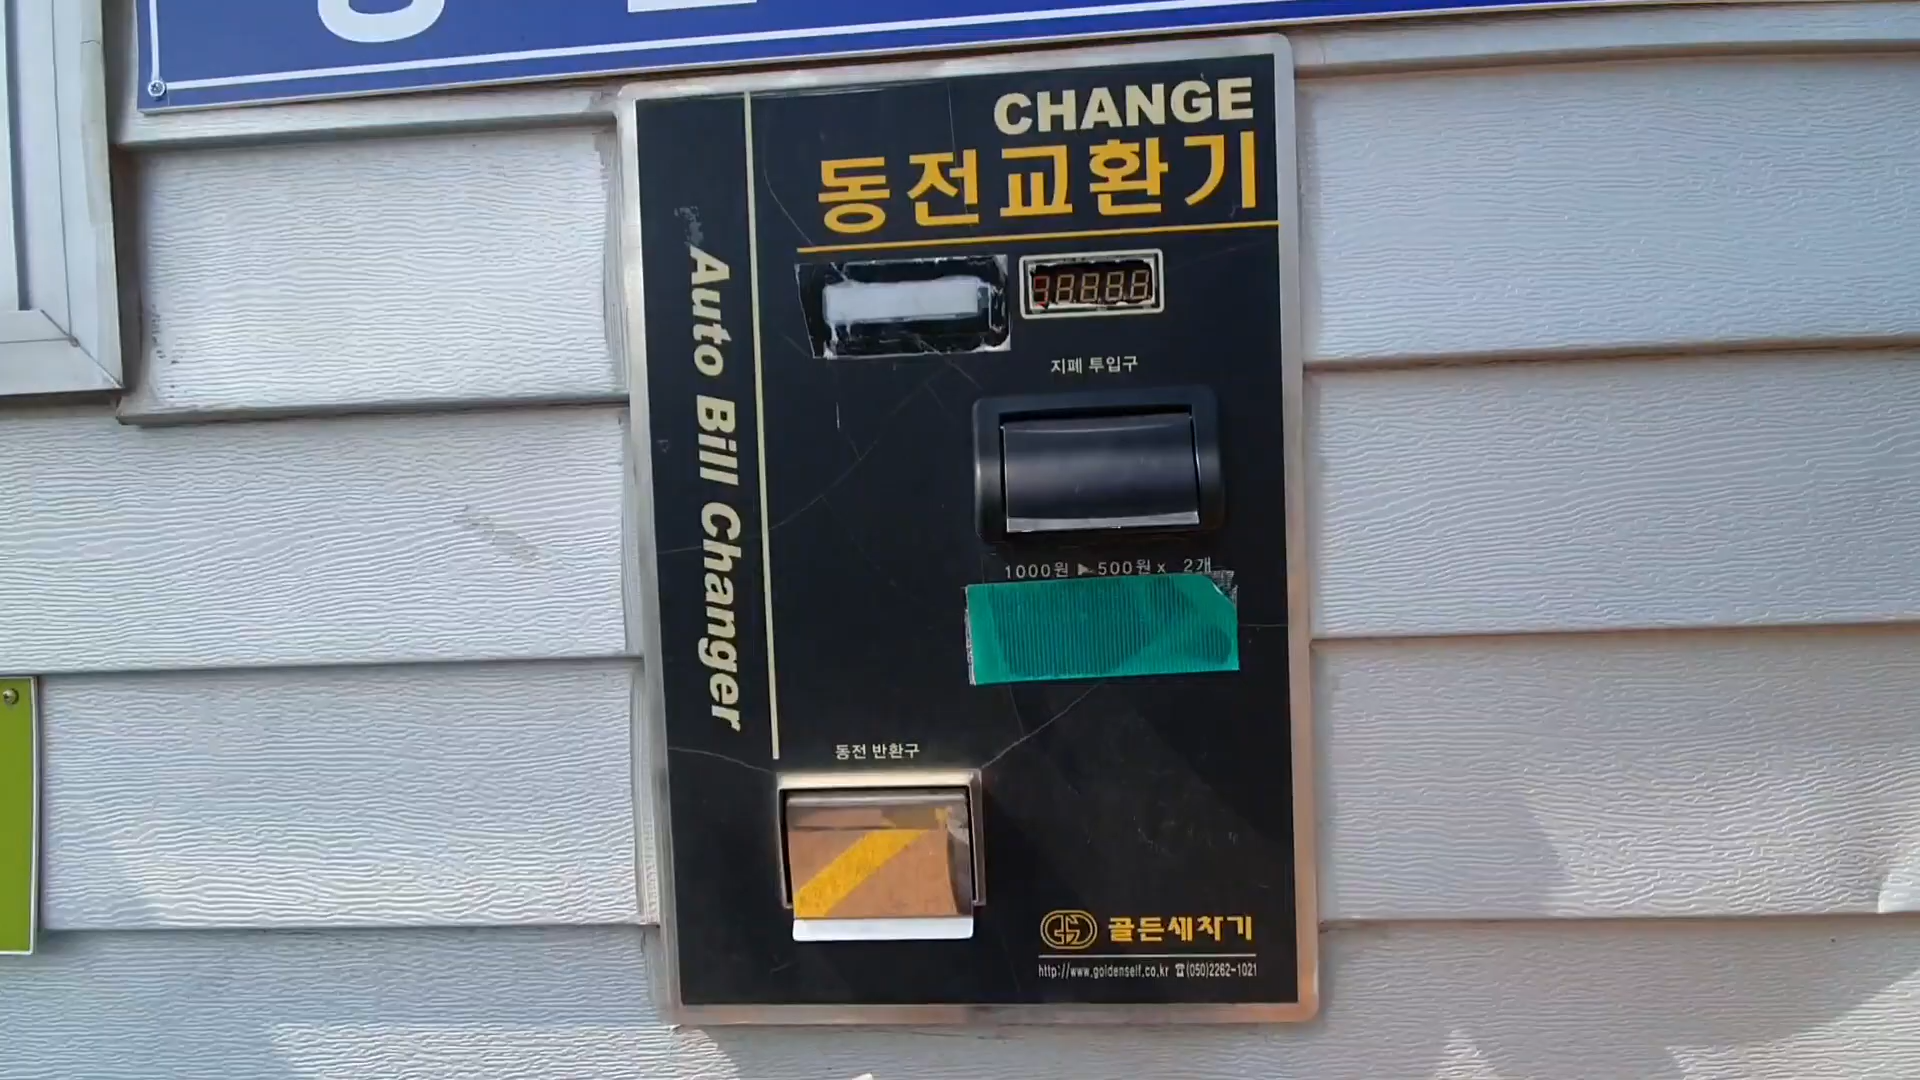 CHANGE
동전교환기
Auto Bill Changer
지폐 투입구
1000원 ▶ 500원 x 2개
동전 반환구
골든세차기
http://www.goldenself.co.kr ☎(050)2262-1021